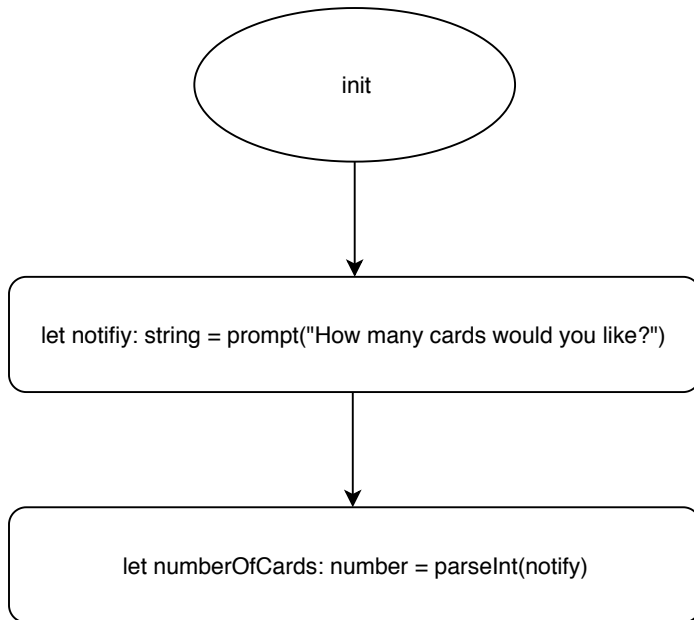 init
let notifiy: string = prompt("How many cards would you like?")
let numberOfCards: number = parseInt(notify)